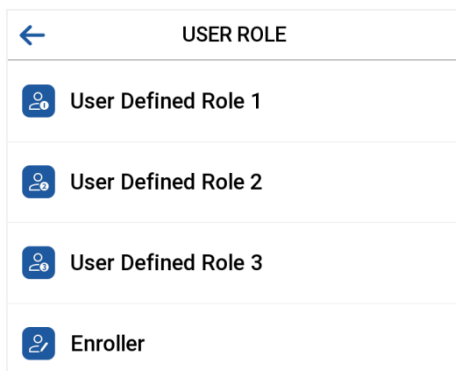 USER ROLE
User Defined Role 1
User Defined Role 2
User Defined Role 3
Enroller